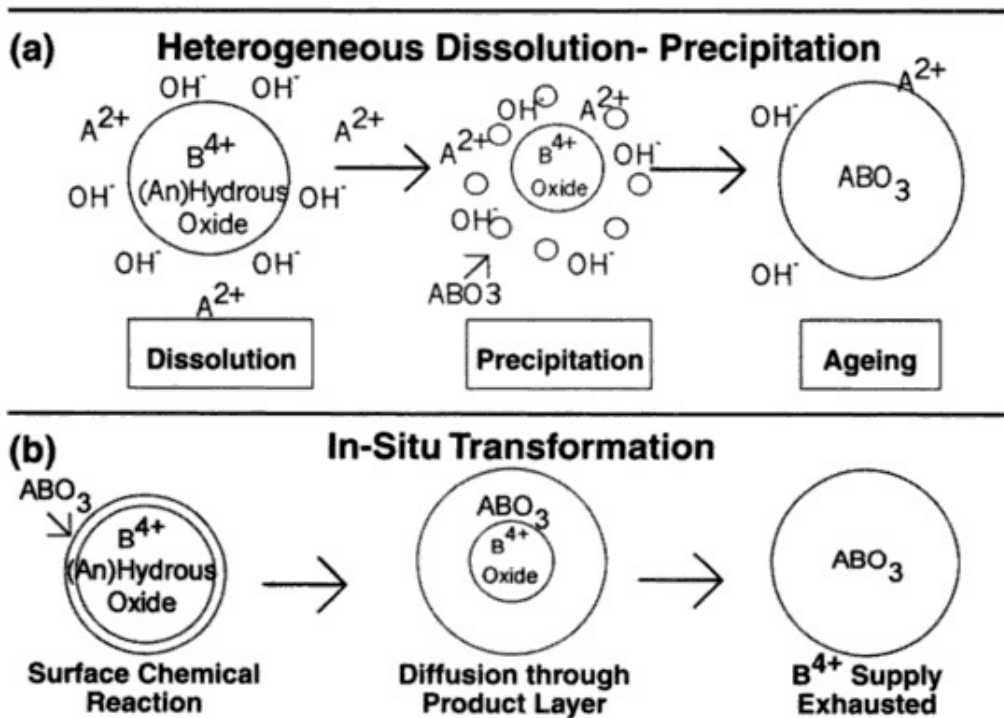 (a) Heterogeneous Dissolution- Precipitation
OH⁻ OH⁻
A²⁺
B⁴⁺
(An)Hydrous
Oxide
OH⁻ OH⁻
OH⁻ OH⁻
A²⁺
Dissolution
A²⁺
OH⁻ A²⁺
A²⁺
B⁴⁺
Oxide
OH⁻
OH⁻
OH⁻
ABO3
Precipitation
A²⁺
OH⁻
ABO₃
OH⁻
Ageing
(b) In-Situ Transformation
ABO₃
B⁴⁺
(An)Hydrous
Oxide
Surface Chemical
Reaction
ABO₃
B⁴⁺
Oxide
Diffusion through
Product Layer
ABO₃
B⁴⁺ Supply
Exhausted